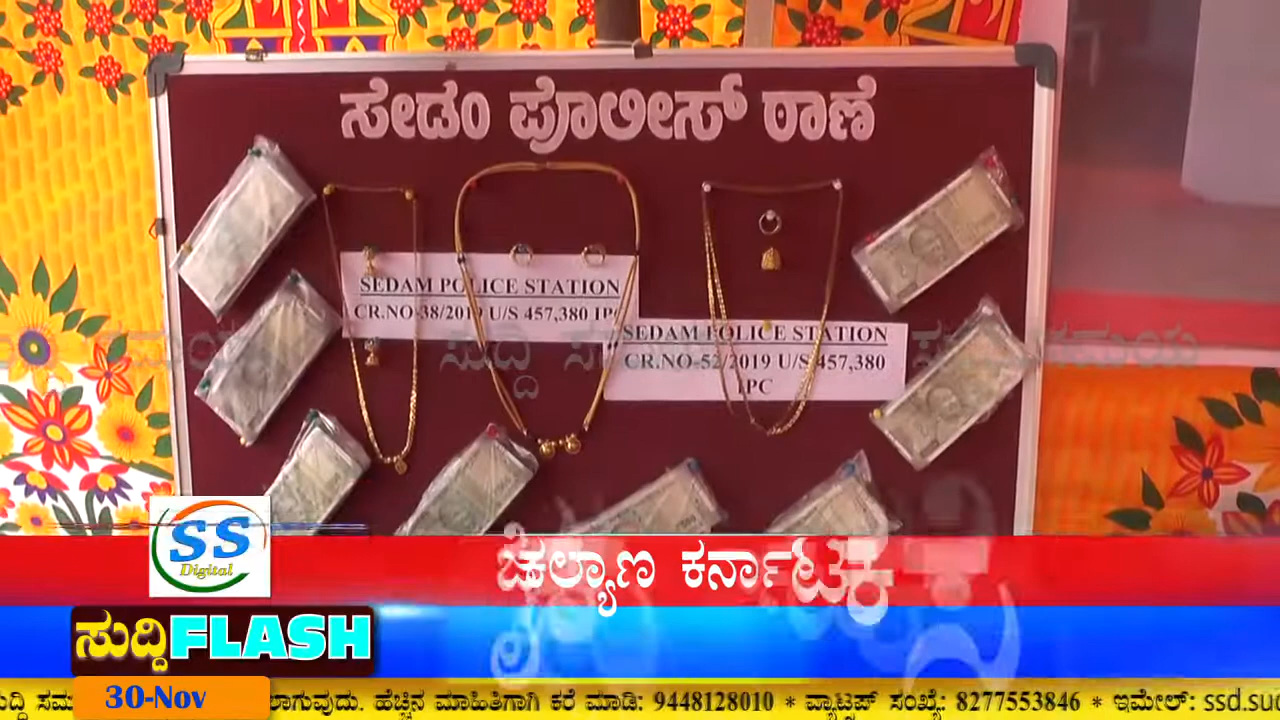 ಸೇಡಂ ಪೊಲೀಸ್ ಠಾಣೆ
SEDAM POLICE STATION
CR.NO-38/2019 U/S 457,380 IPC
SEDAM POLICE STATION
CR.NO-52/2019 U/S 457,380
IPC
ಸುದ್ದಿ
SS
Digital
ಕಲ್ಯಾಣ ಕರ್ನಾಟಕ
ಸುದ್ದಿ FLASH
30-Nov
ಸುದ್ದಿ ಲಾಗುವುದು. ಹೆಚ್ಚಿನ ಮಾಹಿತಿಗಾಗಿ ಕರೆ ಮಾಡಿ: 9448128010 * ವ್ಯಾಟ್ಸಪ್ ಸಂಖ್ಯೆ: 8277553846 * ಇಮೇಲ್: